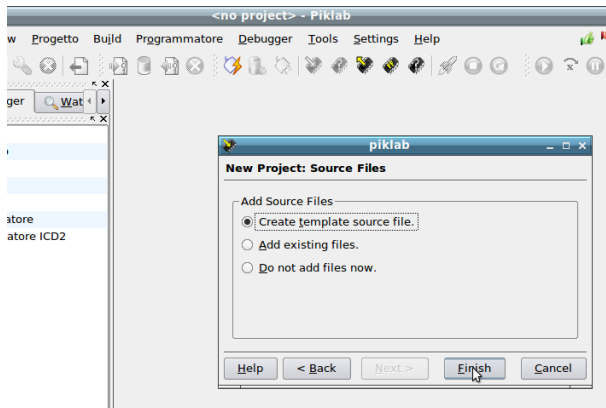 <no project> - Piklab
w Progetto Build Programmatore Debugger Tools Settings Help
ger Wat
atore
atore ICD2
piklab
New Project: Source Files
Add Source Files
Create template source file.
Add existing files.
Do not add files now.
Help < Back Next > Finish Cancel